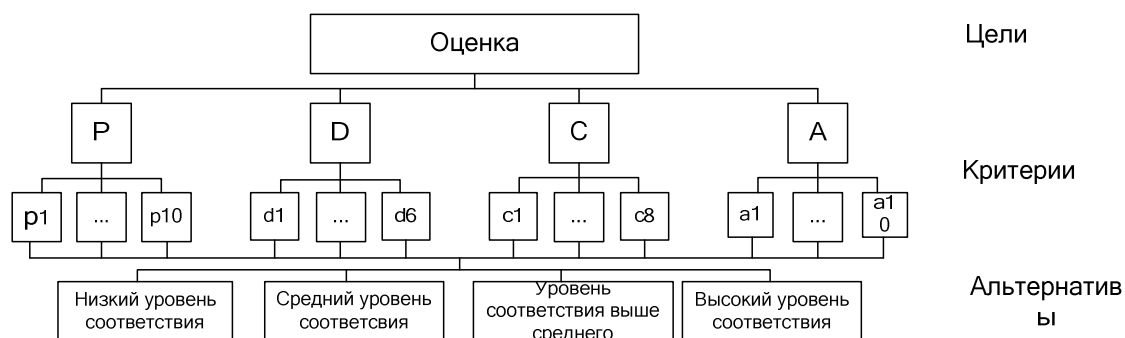 Оценка
Цели
P
D
C
A
Критерии
p1
...
p10
d1
...
d6
c1
...
c8
a1
...
a1
0
Низкий уровень
соответствия
Средний уровень
соответсвия
Уровень
соответствия выше
среднего
Высокий уровень
соответствия
Альтернатив
ы